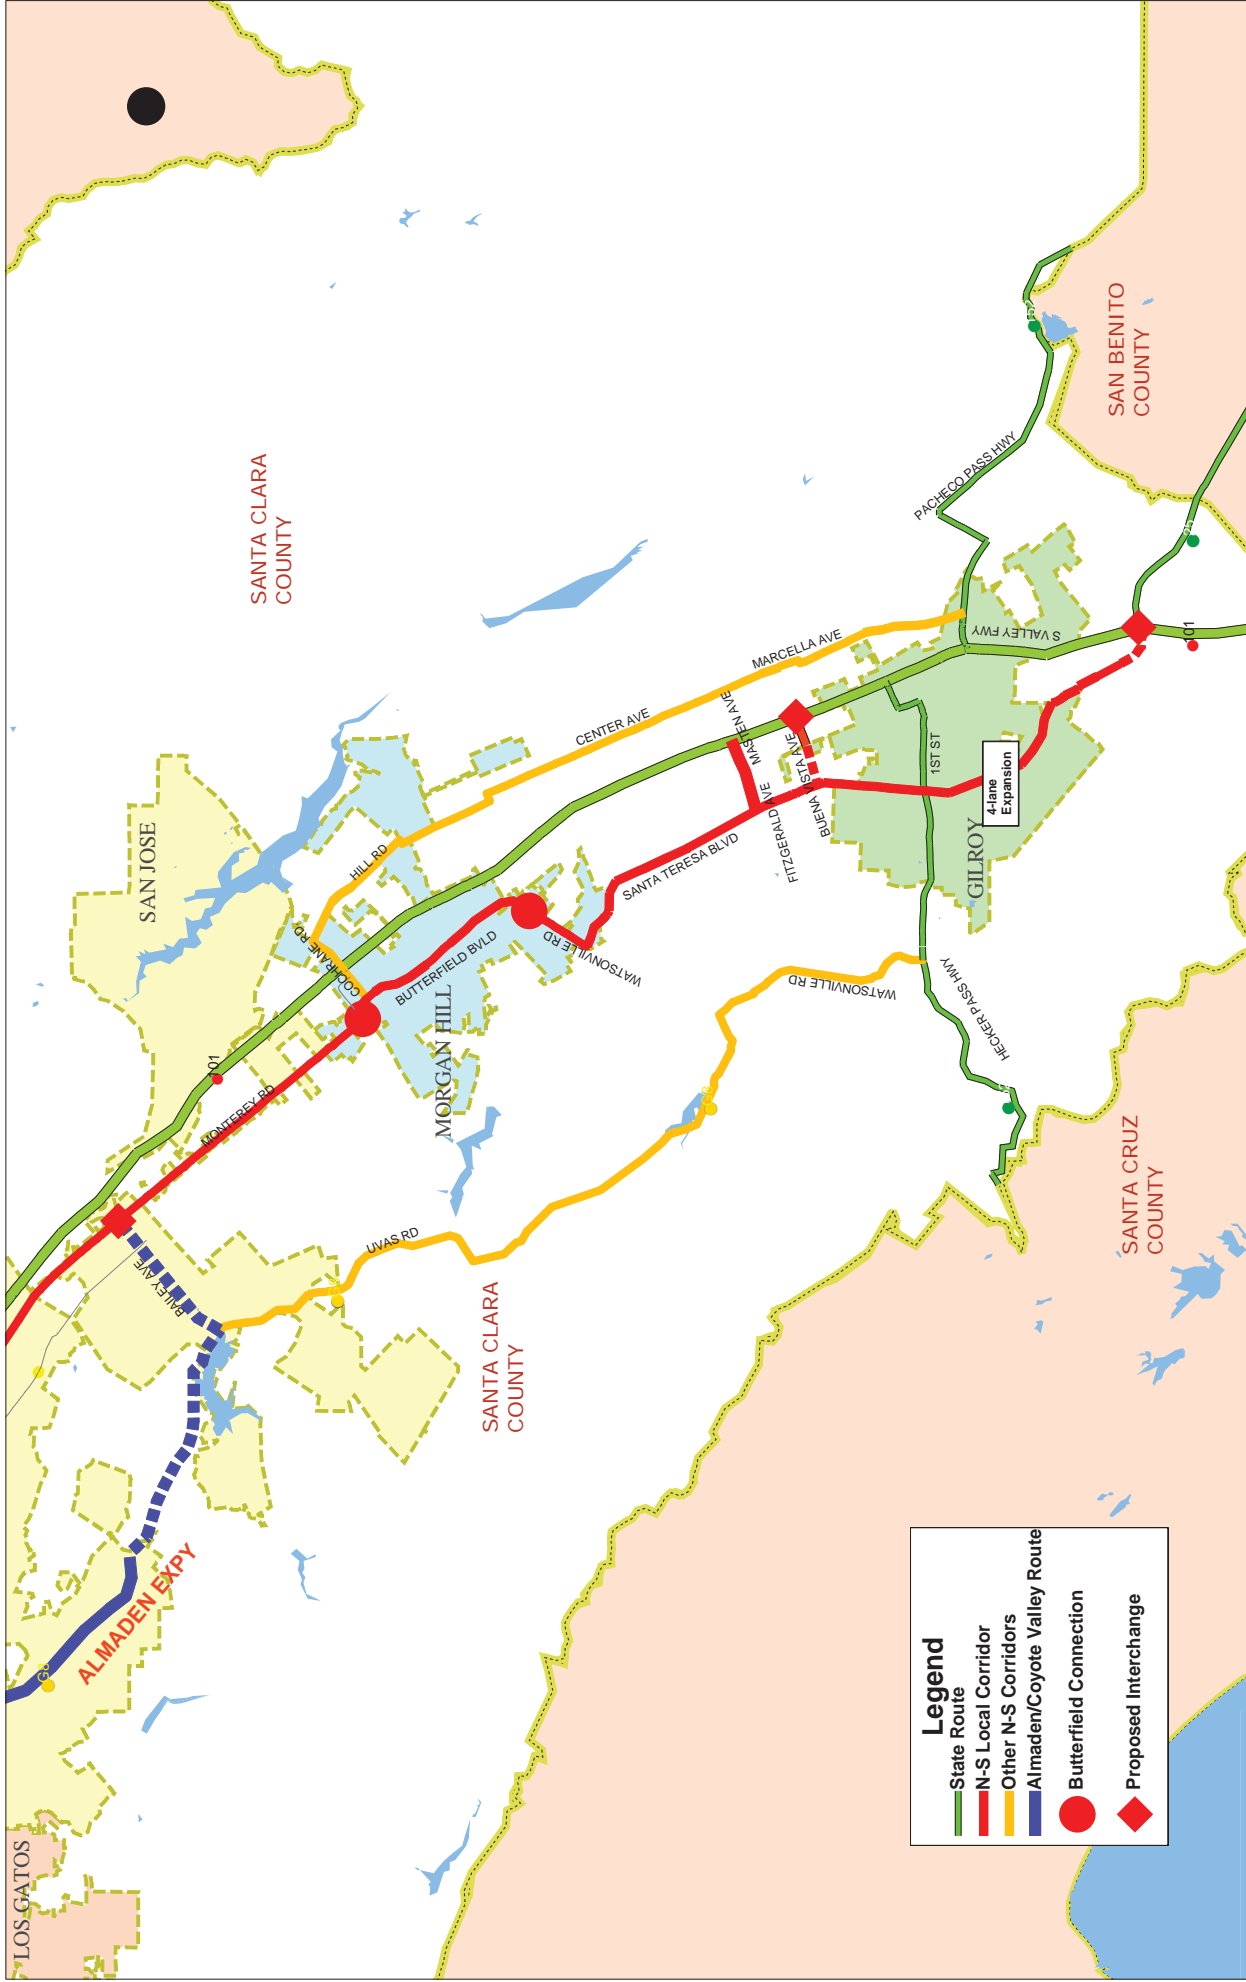 LOS GATOS
G8
ALMADEN EXPY
BAILEY AVE
UVAS RD
SANTA CLARA
COUNTY
MONTEREY RD
101
SAN JOSE
COCHRANE RD
HILL RD
BUTTERFIELD BVLD
MORGAN HILL
WATSONVILLE RD
SANTA CLARA
COUNTY
CENTER AVE
MARCELLA AVE
SANTA TERESA BLVD
MASTEN AVE
FITZGERALD AVE
BUENA VISTA AVE
WATSONVILLE RD
HECKER PASS HWY
1ST ST
GILROY
4-lane
Expansion
S VALLEY FWY
PACHECO PASS HWY
152
25
101
SAN BENITO
COUNTY
SANTA CRUZ
COUNTY
Legend
State Route
N-S Local Corridor
Other N-S Corridors
Almaden/Coyote Valley Route
Butterfield Connection
Proposed Interchange